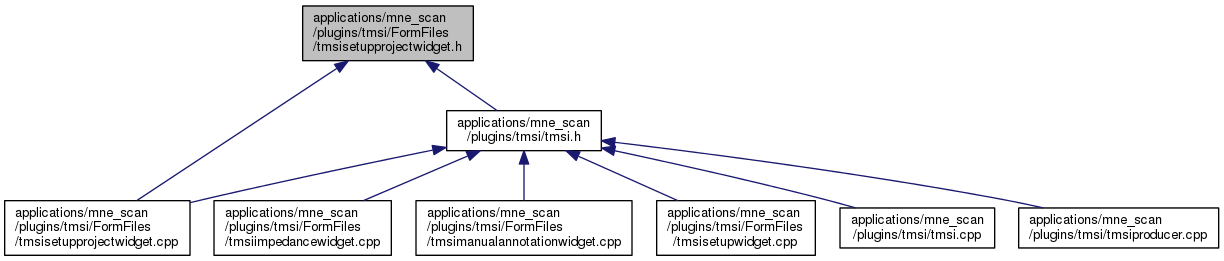 applications/mne_scan
/plugins/tmsi/FormFiles
/tmsisetupprojectwidget.h
applications/mne_scan
/plugins/tmsi/tmsi.h
applications/mne_scan
/plugins/tmsi/FormFiles
/tmsisetupprojectwidget.cpp
applications/mne_scan
/plugins/tmsi/FormFiles
/tmsiimpedancewidget.cpp
applications/mne_scan
/plugins/tmsi/FormFiles
/tmsimanualannotationwidget.cpp
applications/mne_scan
/plugins/tmsi/FormFiles
/tmsisetupwidget.cpp
applications/mne_scan
/plugins/tmsi/tmsi.cpp
applications/mne_scan
/plugins/tmsi/tmsiproducer.cpp